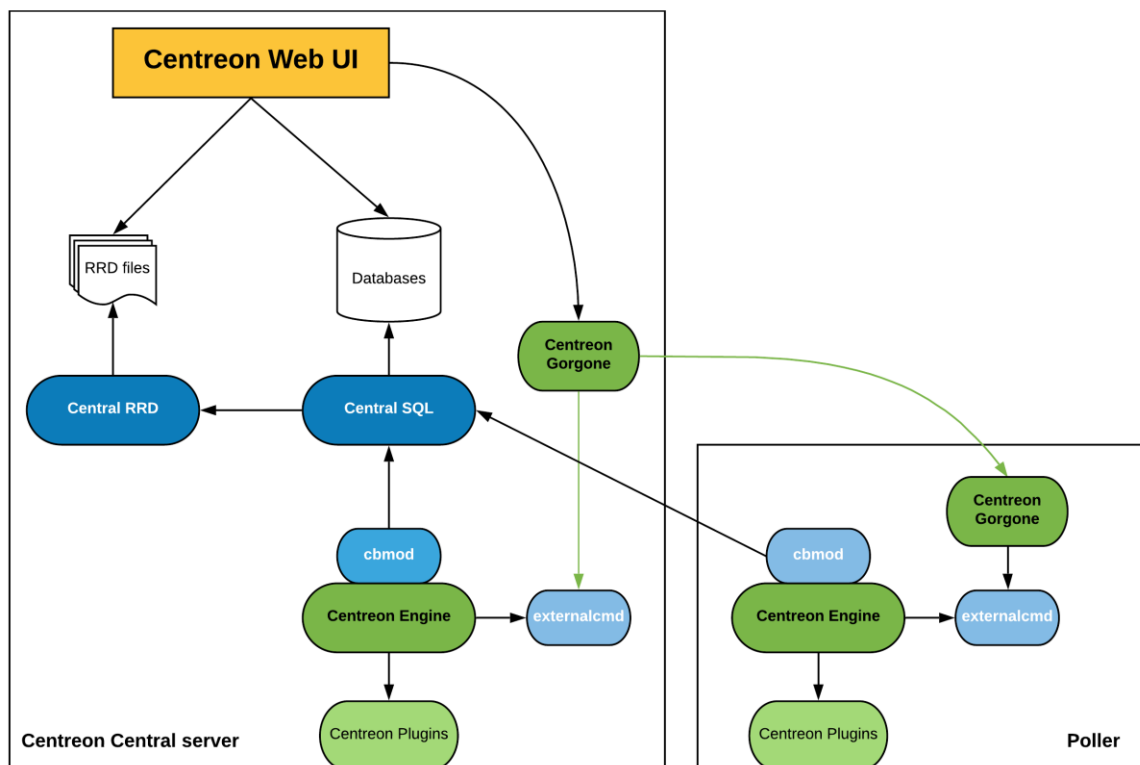 Centreon Web UI
RRD files
Databases
Centreon
Gorgone
Central RRD
Central SQL
Centreon
Gorgone
cbmod
cbmod
Centreon Engine
externalcmd
Centreon Engine
externalcmd
Centreon Plugins
Centreon Plugins
Centreon Central server
Poller